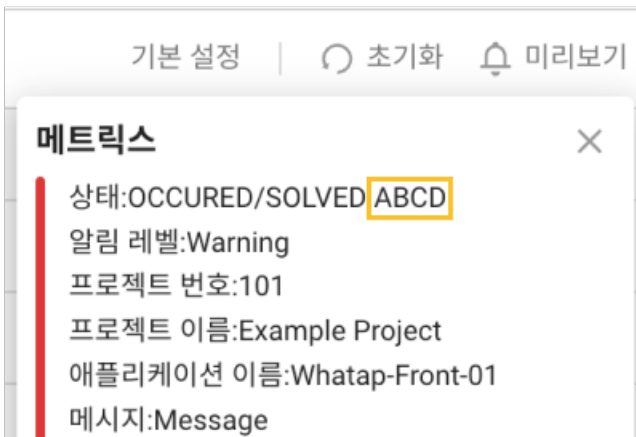 기본 설정 초기화 미리보기
메트릭스
상태:OCCURED/SOLVED ABCD
알림 레벨:Warning
프로젝트 번호:101
프로젝트 이름:Example Project
애플리케이션 이름:Whatap-Front-01
메시지:Message